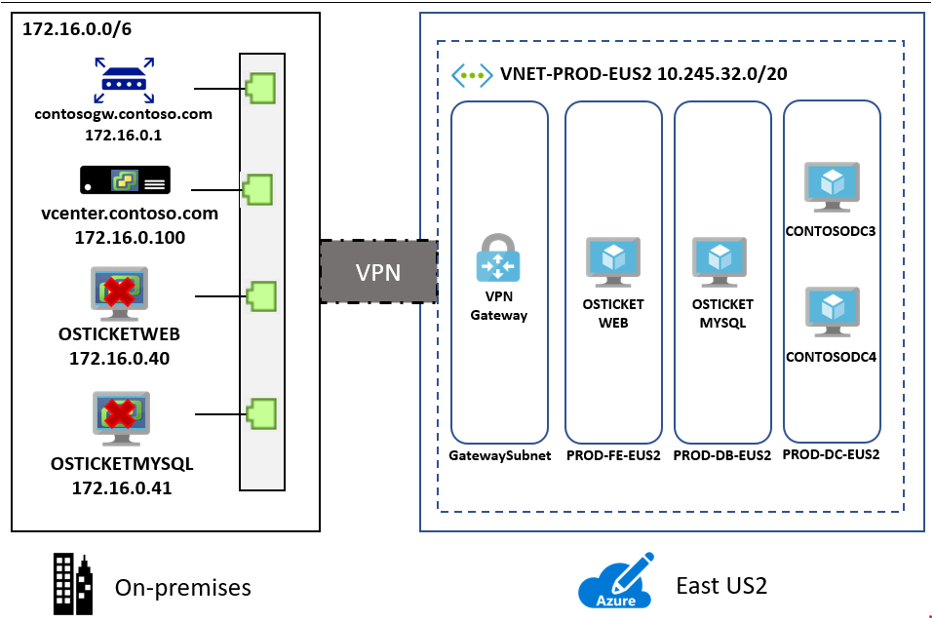 172.16.0.0/6
contosogw.contoso.com
172.16.0.1
vcenter.contoso.com
172.16.0.100
OSTICKETWEB
172.16.0.40
OSTICKETMYSQL
172.16.0.41
On-premises
VPN
VNET-PROD-EUS2 10.245.32.0/20
VPN
Gateway
GatewaySubnet
OSTICKET
WEB
PROD-FE-EUS2
OSTICKET
MYSQL
PROD-DB-EUS2
CONTOSODC3
CONTOSODC4
PROD-DC-EUS2
Azure
East US2